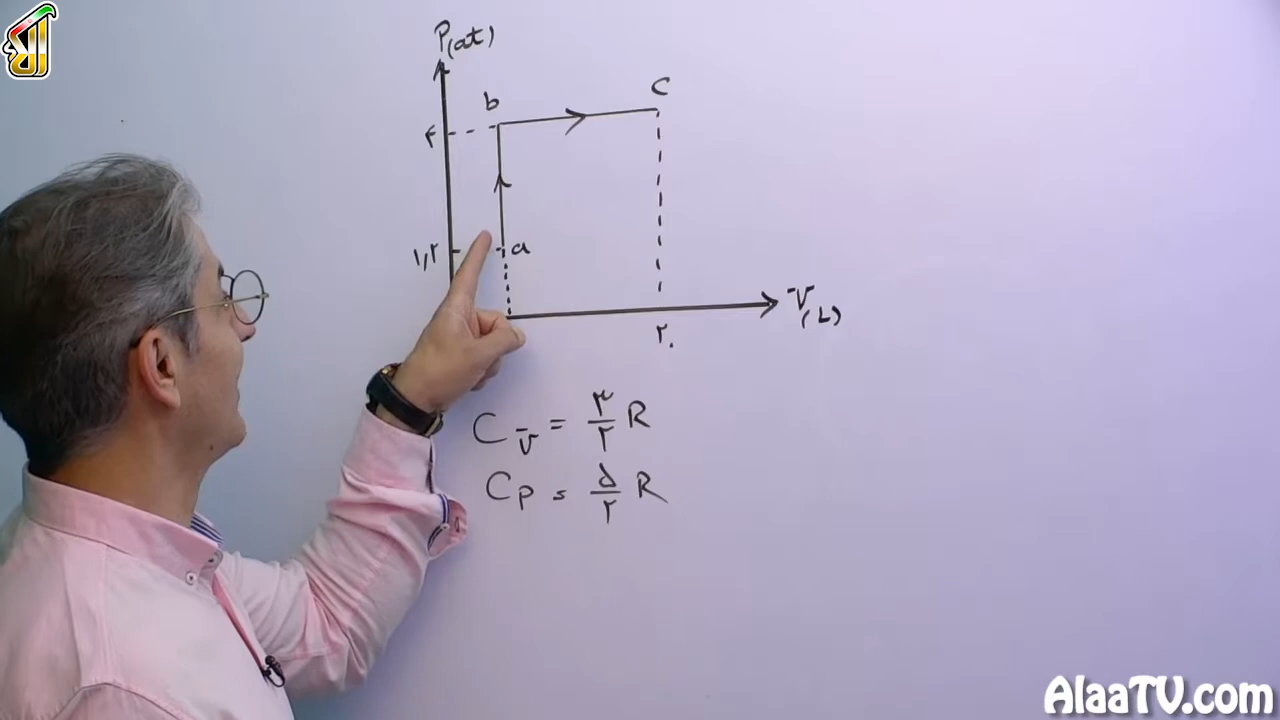 P(at)
b
C
۴
۱,۲
a
V
(L)
۲۰
C_V = ۳/۲ R
C_P = ۵/۲ R
AlaaTV.com